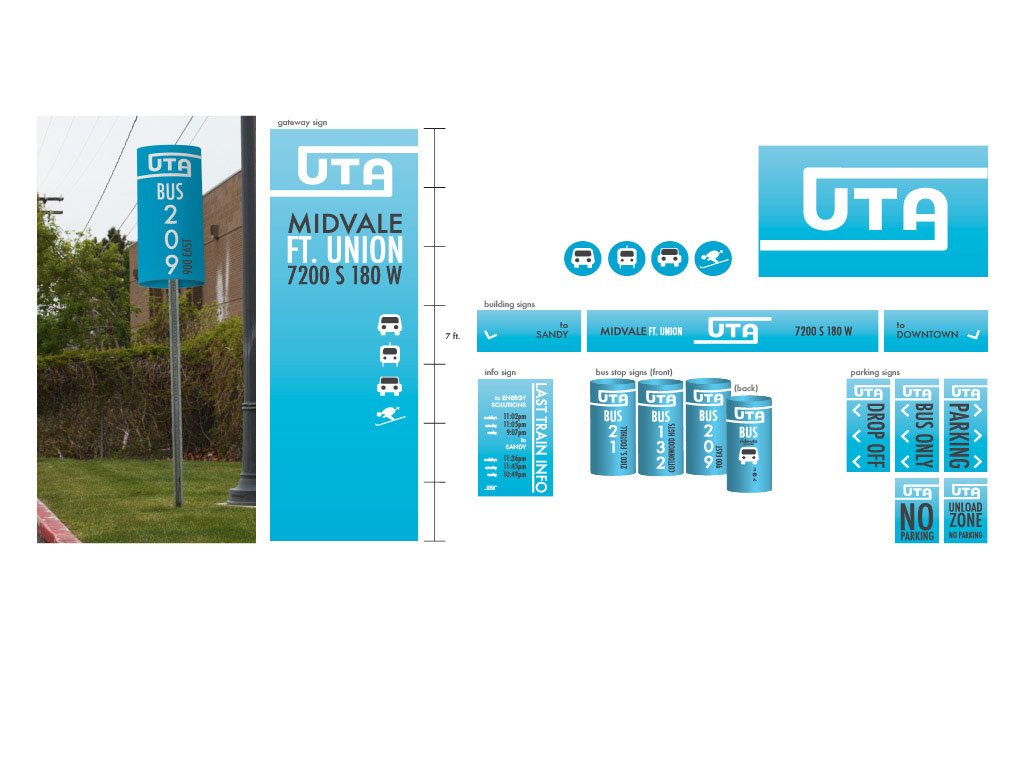 UTA
BUS
2
0
9
900 EAST
gateway sign
UTA
MIDVALE
FT. UNION
7200 S 180 W
7 ft.
UTA
building signs
to
SANDY
MIDVALE FT. UNION
UTA
7200 S 180 W
to
DOWNTOWN
info sign
to ENERGY
SOLUTIONS
11:02pm
11:05pm
9:07pm
to
SANDY
11:26pm
11:45pm
10:49pm
LAST TRAIN INFO
bus stop signs (front)
UTA
BUS
2
1
2100 S. FOOTHILL
UTA
BUS
1
3
2
COTTONWOOD HGTS
UTA
BUS
2
0
9
900 EAST
(back)
UTA
BUS
parking signs
UTA
DROP OFF
UTA
BUS ONLY
UTA
PARKING
UTA
NO
PARKING
UTA
UNLOAD
ZONE
NO PARKING